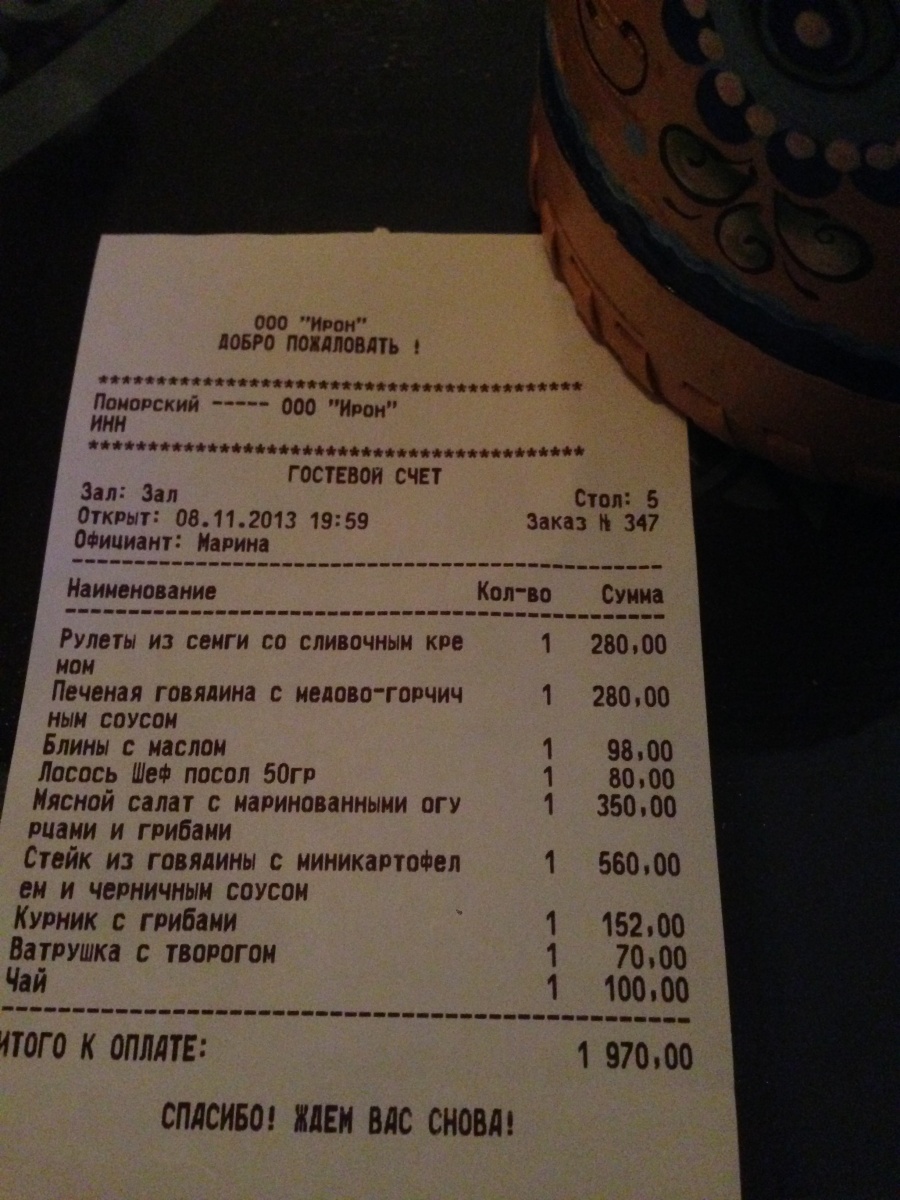 ООО "Ирон"
ДОБРО ПОЖАЛОВАТЬ !
******************************************
Поморский ----- ООО "Ирон"
ИНН
******************************************
ГОСТЕВОЙ СЧЕТ
Зал: Зал Стол: 5
Открыт: 08.11.2013 19:59 Заказ № 347
Официант: Марина
Наименование Кол-во Сумма
Рулеты из семги со сливочным кре 1 280,00
мом
Печеная говядина с медово-горчич 1 280,00
ным соусом
Блины с маслом 1 98,00
Лосось Шеф посол 50гр 1 80,00
Мясной салат с маринованными огу 1 350,00
рцами и грибами
Стейк из говядины с миникартофел 1 560,00
ем и черничным соусом
Курник с грибами 1 152,00
Ватрушка с творогом 1 70,00
Чай 1 100,00
ИТОГО К ОПЛАТЕ: 1 970,00
СПАСИБО! ЖДЕМ ВАС СНОВА!